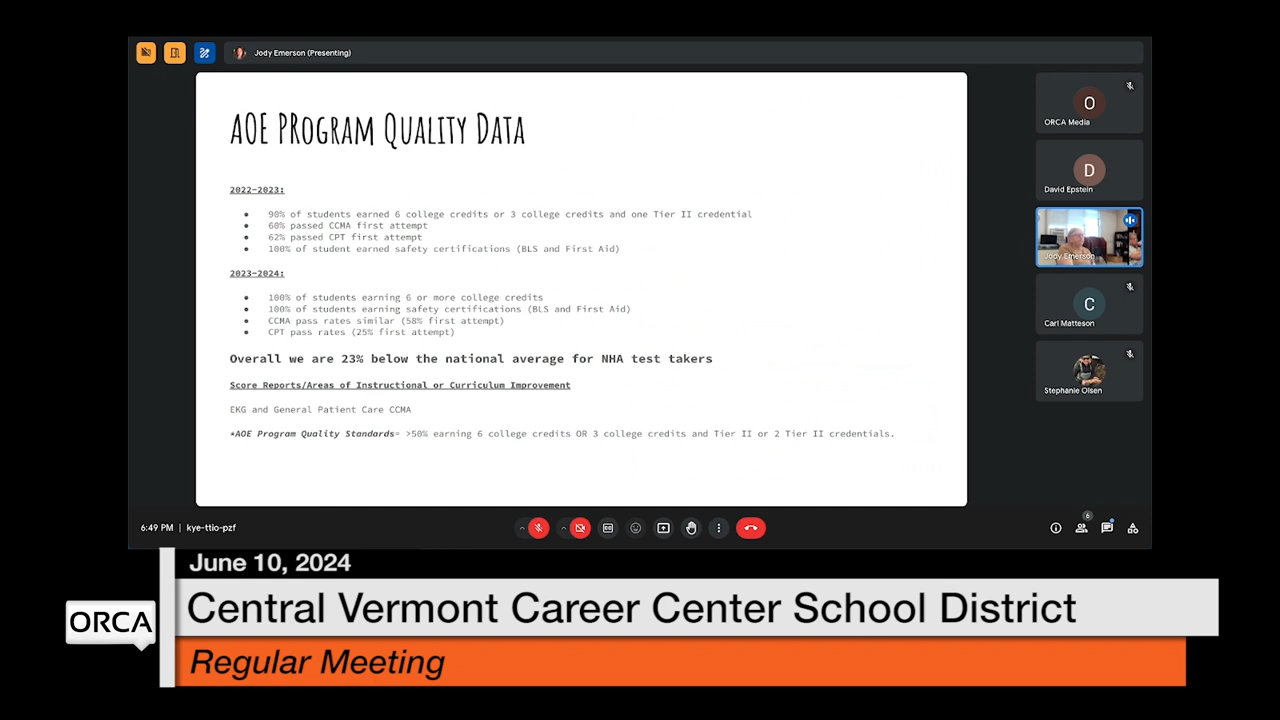 Jody Emerson (Presenting)
AOE PRogram Quality Data
2022-2023:
90% of students earned 6 college credits or 3 college credits and one Tier II credential
60% passed CCMA first attempt
62% passed CPT first attempt
100% of student earned safety certifications (BLS and First Aid)
2023-2024:
100% of students earning 6 or more college credits
100% of students earning safety certifications (BLS and First Aid)
CCMA pass rates similar (58% first attempt)
CPT pass rates (25% first attempt)
Overall we are 23% below the national average for NHA test takers
Score Reports/Areas of Instructional or Curriculum Improvement
EKG and General Patient Care CCMA
*AOE Program Quality Standards= >50% earning 6 college credits OR 3 college credits and Tier II or 2 Tier II credentials.
O
ORCA Media
D
David Epstein
Jody Emerson
C
Carl Matteson
Stephanie Olsen
6:49 PM | kye-ttio-pzf
6
June 10, 2024
ORCA
Central Vermont Career Center School District
Regular Meeting